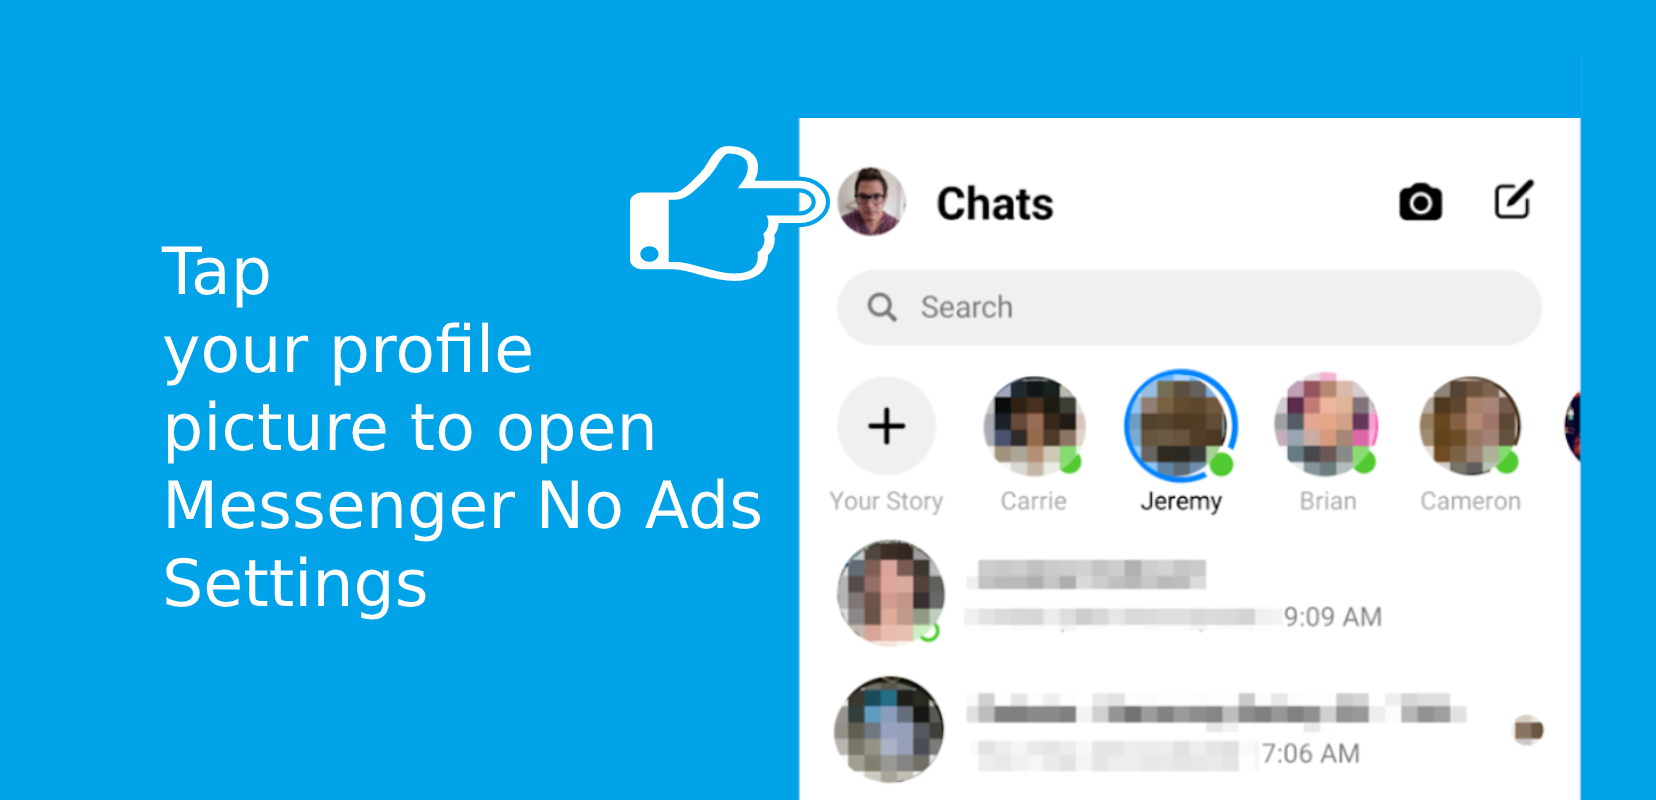 Tap
your profile
picture to open
Messenger No Ads
Settings
Chats
Search
Your Story
Carrie
Jeremy
Brian
Cameron
9:09 AM
7:06 AM